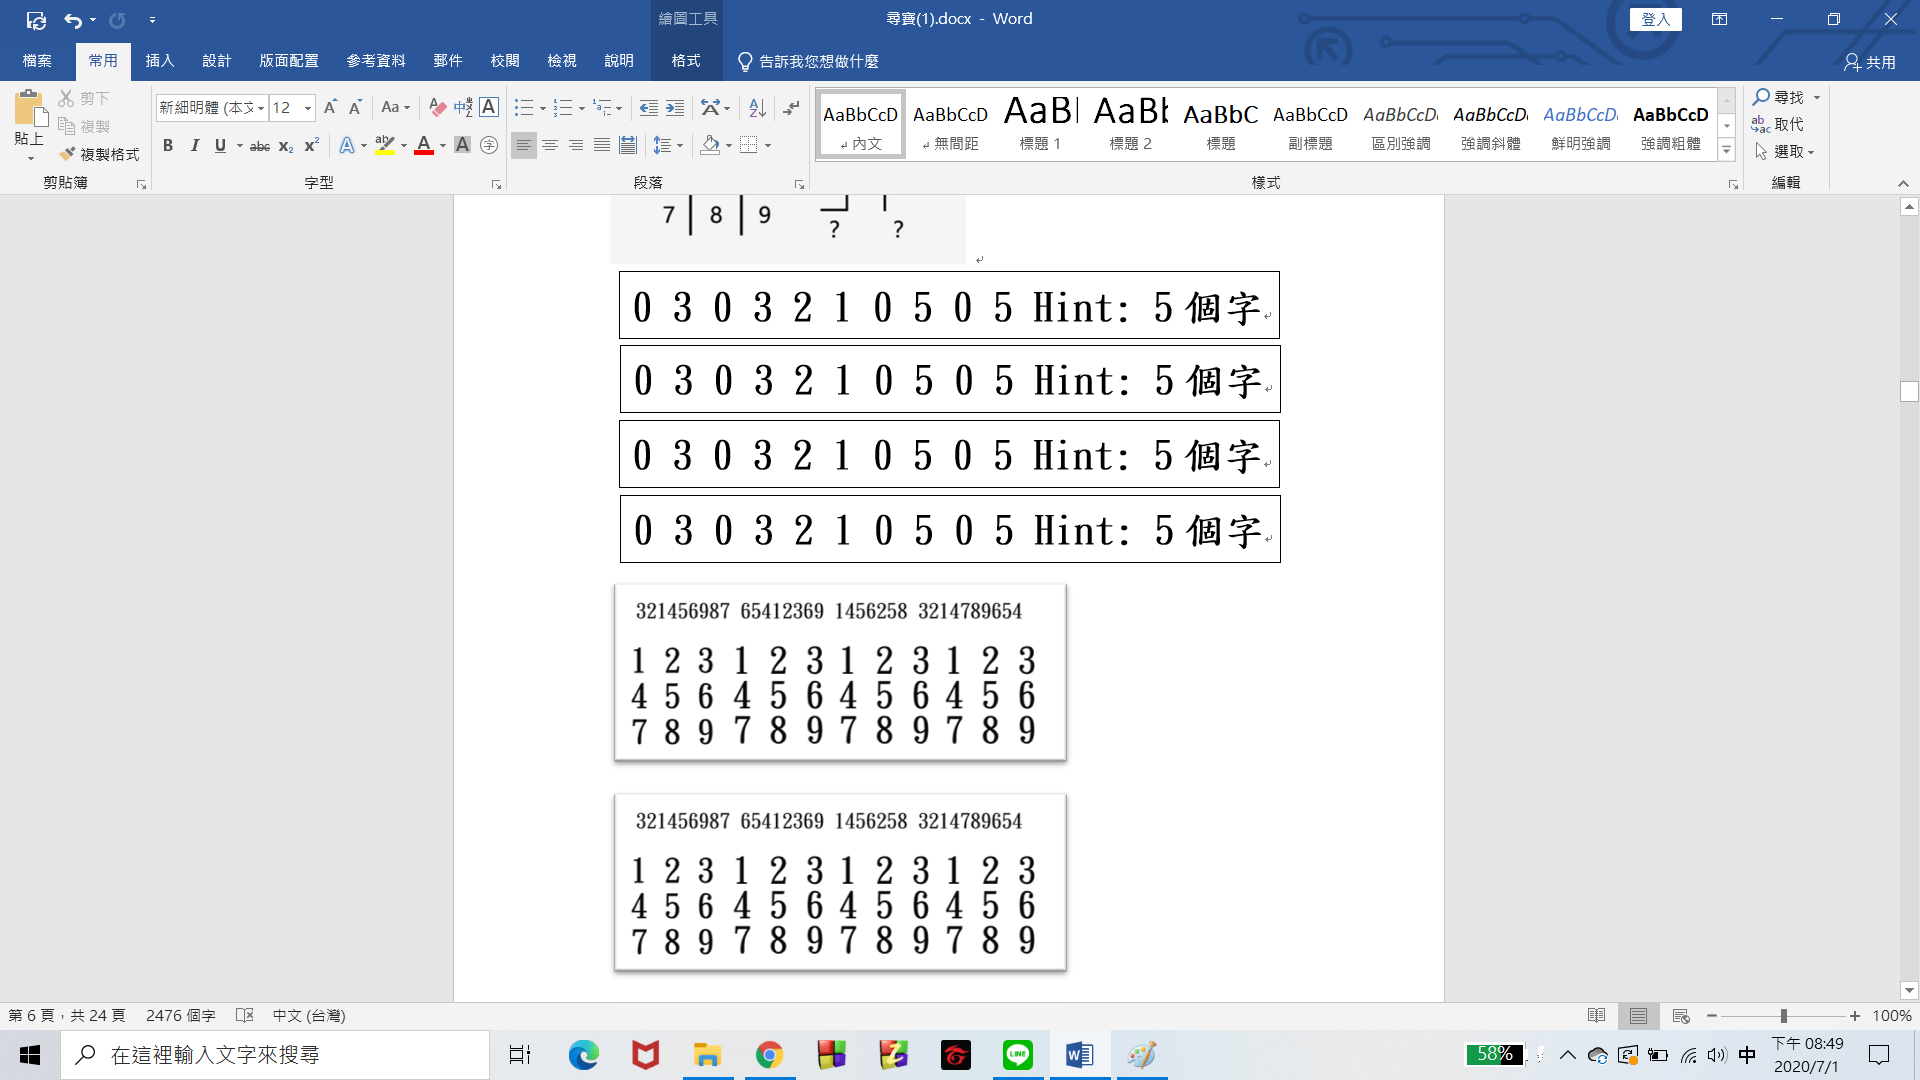 尋寶(1).docx - Word
繪圖工具
登入
檔案 常用 插入 設計 版面配置 參考資料 郵件 校閱 檢視 說明 格式 告訴我您想做什麼 共用
貼上 剪下 複製 複製格式
新細明體 (本文 12
AaBbCcD AaBbCcD AaB AaBb AaBbC AaBbCcD AaBbCcD AaBbCcD AaBbCcD AaBbCcD
內文 無間距 標題 1 標題 2 標題 副標題 區別強調 強調斜體 鮮明強調 強調粗體
尋找 取代 選取
剪貼簿 字型 段落 樣式 編輯
7 8 9 ? ?
0 3 0 3 2 1 0 5 0 5 Hint: 5個字
0 3 0 3 2 1 0 5 0 5 Hint: 5個字
0 3 0 3 2 1 0 5 0 5 Hint: 5個字
0 3 0 3 2 1 0 5 0 5 Hint: 5個字
321456987 65412369 1456258 3214789654
1 2 3 1 2 3 1 2 3 1 2 3
4 5 6 4 5 6 4 5 6 4 5 6
7 8 9 7 8 9 7 8 9 7 8 9
321456987 65412369 1456258 3214789654
1 2 3 1 2 3 1 2 3 1 2 3
4 5 6 4 5 6 4 5 6 4 5 6
7 8 9 7 8 9 7 8 9 7 8 9
第 6 頁，共 24 頁 2476 個字 中文 (台灣) 100%
在這裡輸入文字來搜尋
58% 中 下午 08:49
2020/7/1